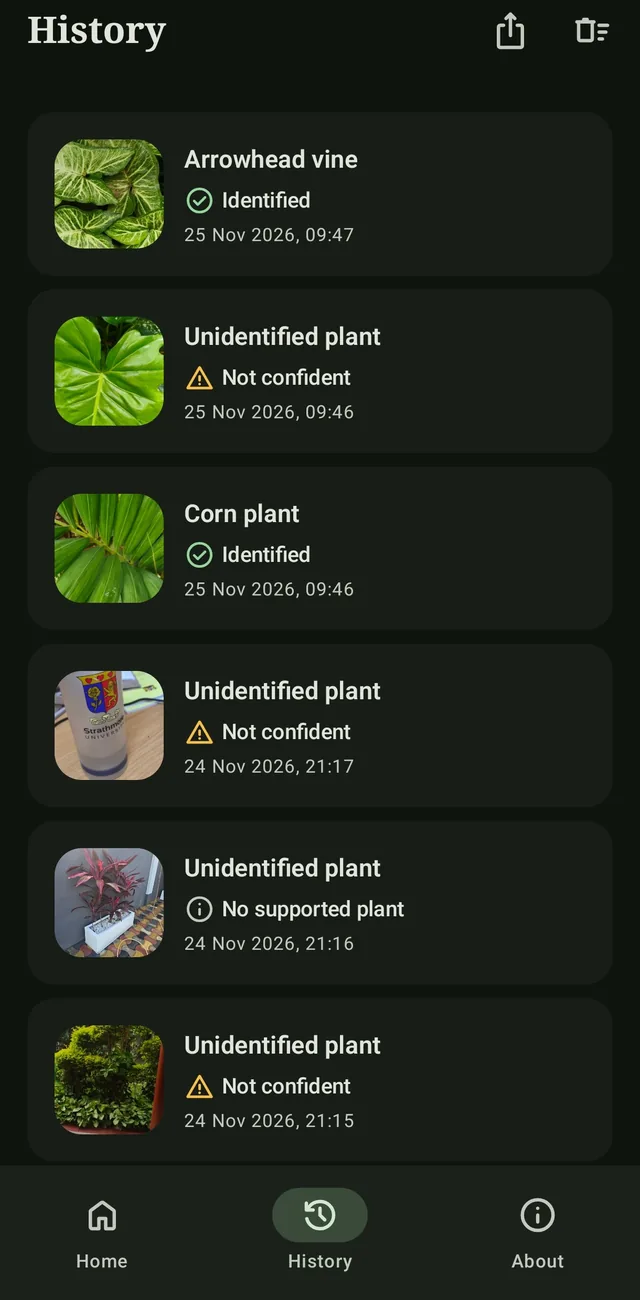 History
Arrowhead vine
Identified
25 Nov 2026, 09:47
Unidentified plant
Not confident
25 Nov 2026, 09:46
Corn plant
Identified
25 Nov 2026, 09:46
Unidentified plant
Strathmore
UNIVERSITY
Not confident
24 Nov 2026, 21:17
Unidentified plant
No supported plant
24 Nov 2026, 21:16
Unidentified plant
Not confident
24 Nov 2026, 21:15
Home
History
About